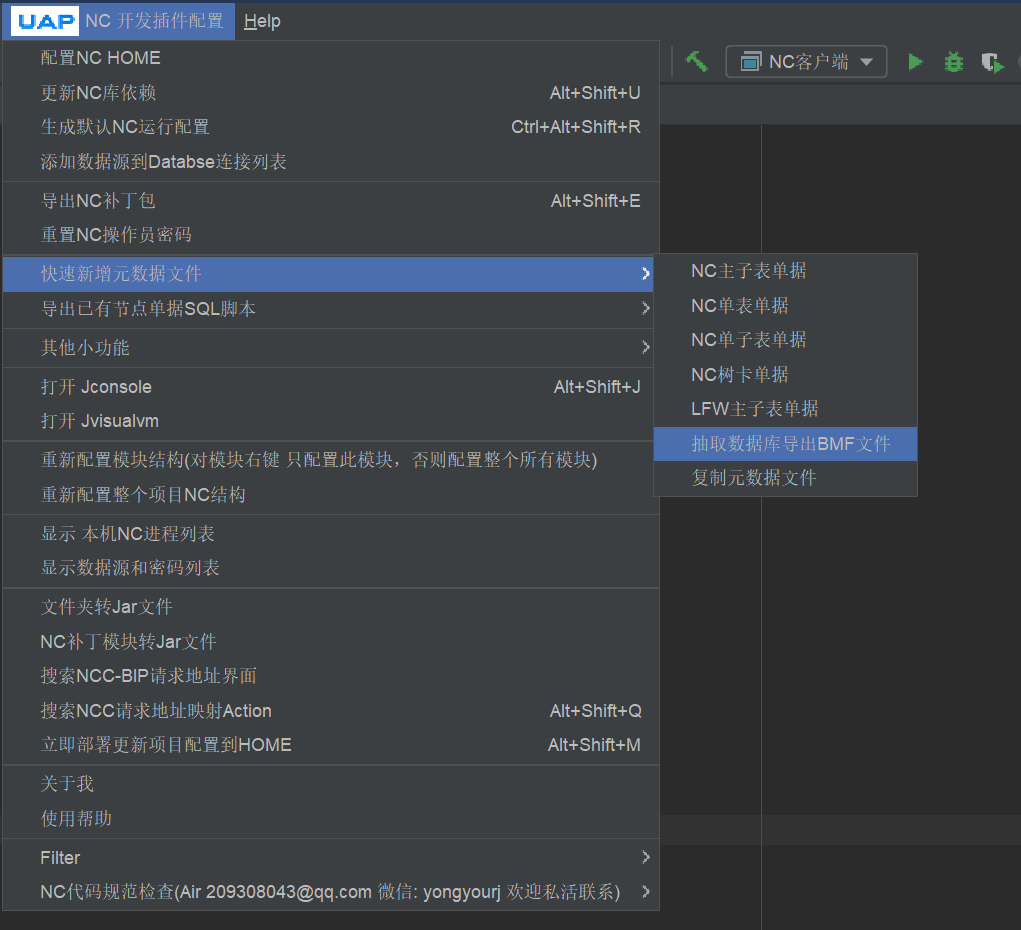 UAP NC 开发插件配置 Help
配置NC HOME
NC客户端
更新NC库依赖 Alt+Shift+U
生成默认NC运行配置 Ctrl+Alt+Shift+R
添加数据源到Databse连接列表
导出NC补丁包 Alt+Shift+E
重置NC操作员密码
快速新增元数据文件
导出已有节点单据SQL脚本
其他小功能
打开 Jconsole Alt+Shift+J
打开 Jvisualvm
重新配置模块结构(对模块右键 只配置此模块，否则配置整个所有模块)
重新配置整个项目NC结构
显示 本机NC进程列表
显示数据源和密码列表
文件夹转Jar文件
NC补丁模块转Jar文件
搜索NCC-BIP请求地址界面
搜索NCC请求地址映射Action Alt+Shift+Q
立即部署更新项目配置到HOME Alt+Shift+M
关于我
使用帮助
Filter
NC代码规范检查(Air 209308043@qq.com 微信: yongyourj 欢迎私活联系)
NC主子表单据
NC单表单据
NC单子表单据
NC树卡单据
LFW主子表单据
抽取数据库导出BMF文件
复制元数据文件